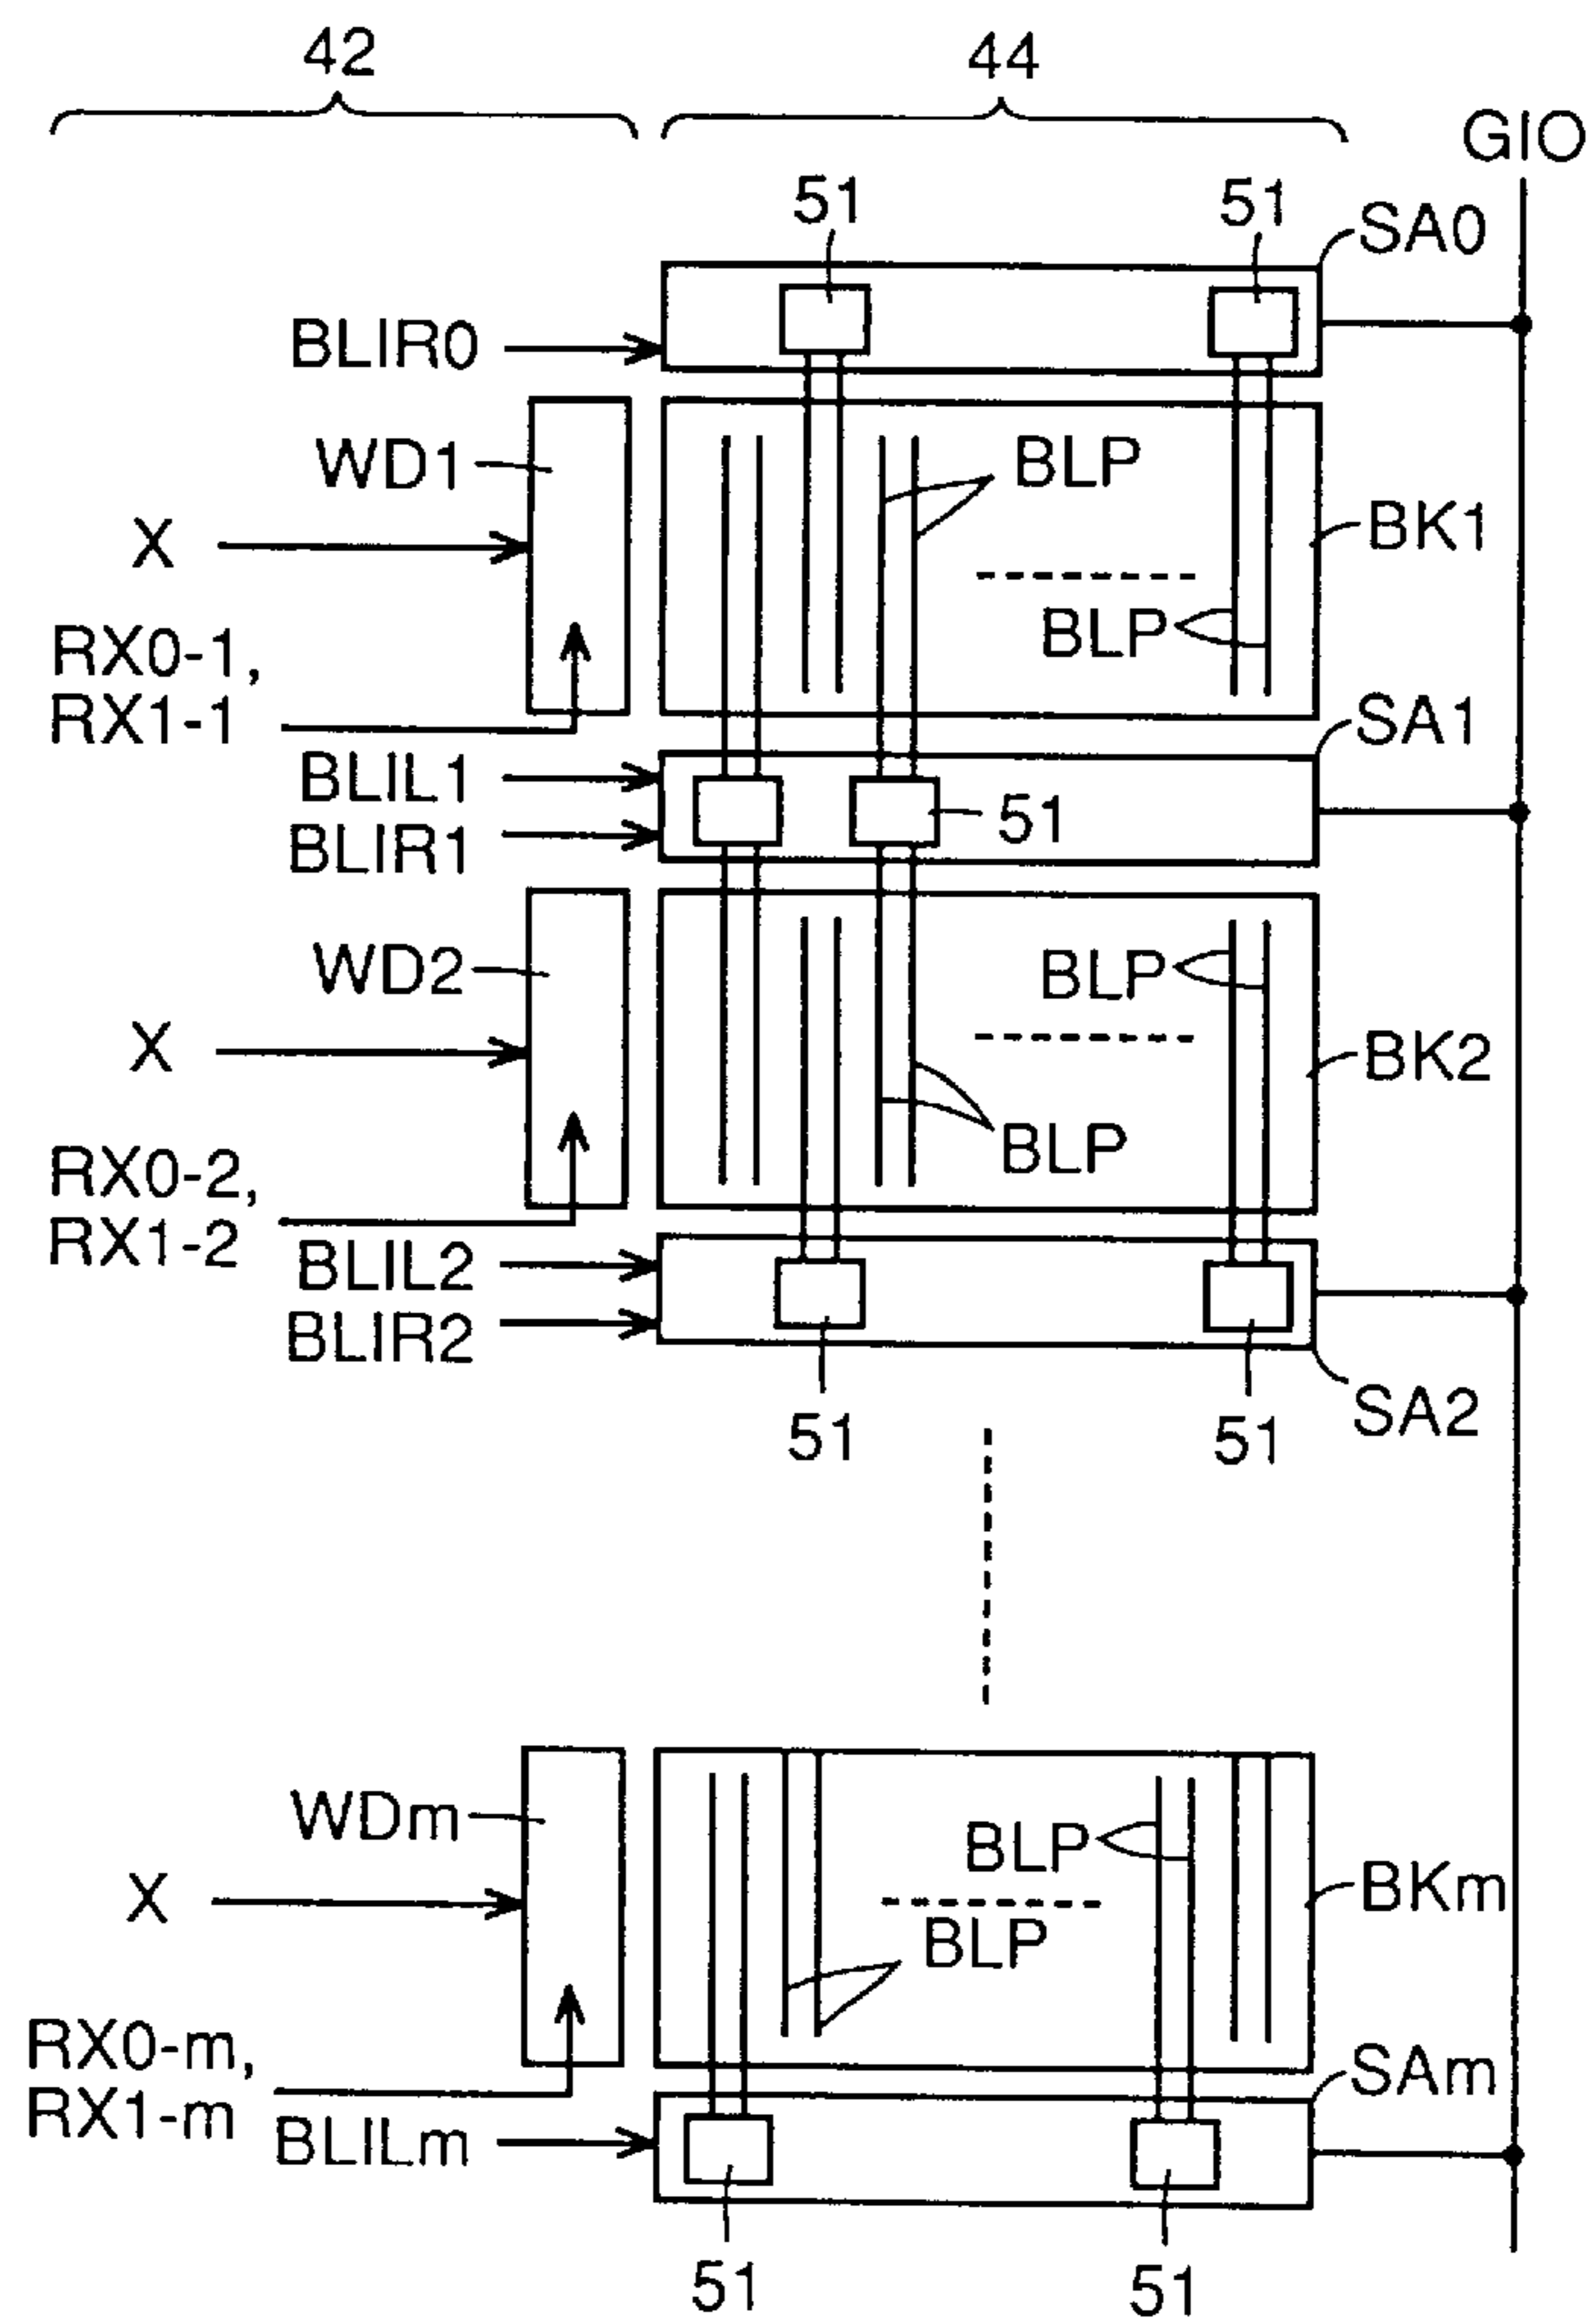 42
44
GIO
51
51
SA0
BLIR0
WD1
BLP
BK1
X
BLP
RX0-1,
RX1-1
SA1
BLIL1
51
BLIR1
WD2
BLP
X
BK2
BLP
RX0-2,
RX1-2
BLIL2
BLIR2
SA2
51
51
WDm
BLP
X
BKm
BLP
RX0-m,
RX1-m
SAm
BLILm
51
51